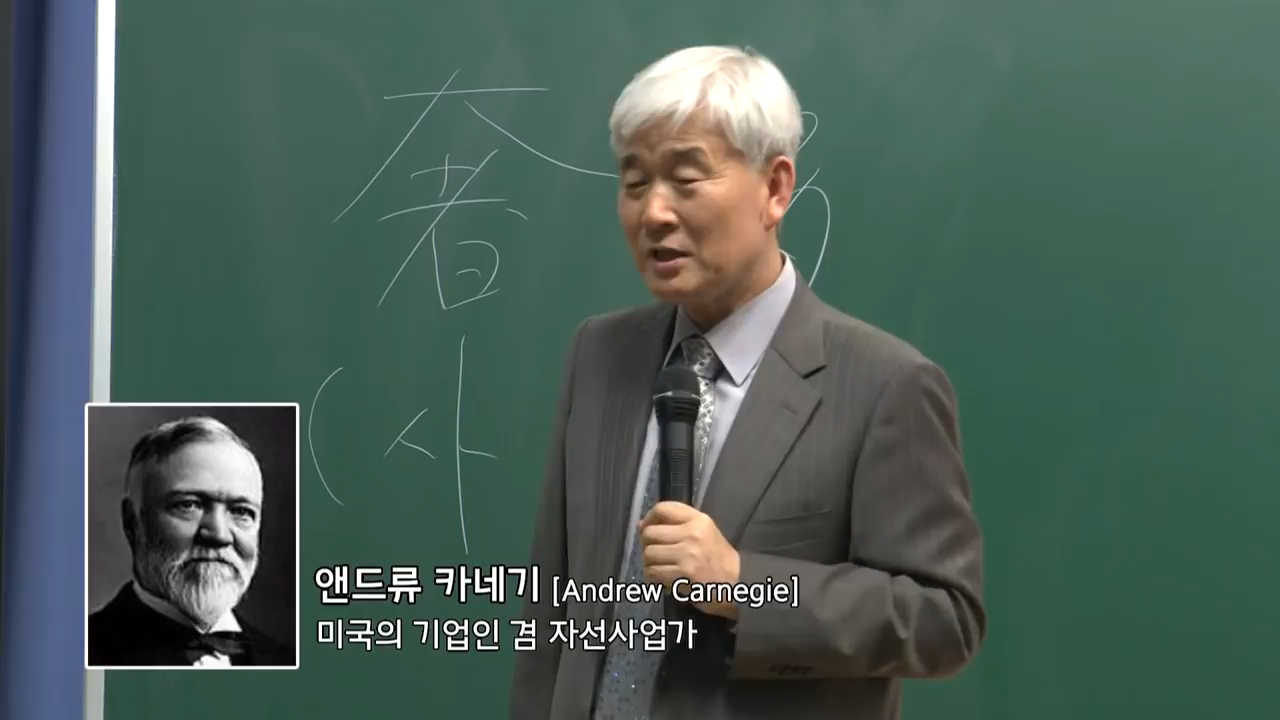 奢
(사
앤드류 카네기 [Andrew Carnegie]
미국의 기업인 겸 자선사업가